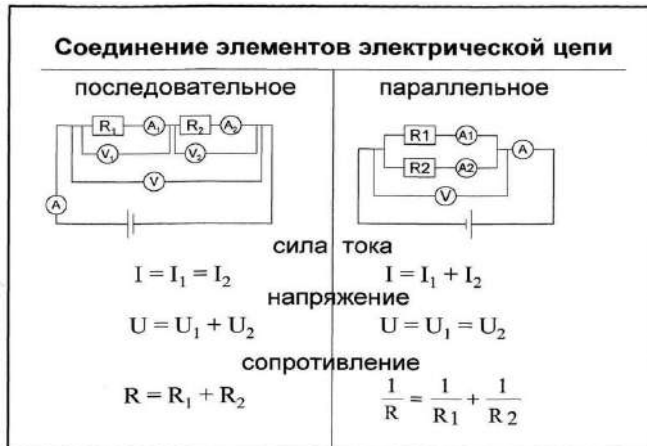 Соединение элементов электрической цепи
последовательное
параллельное
R₁ A₁ R₂ A₂
V₁ V₂
V
A
R1 A1
A
R2 A2
V
сила тока
I = I₁ = I₂
I = I₁ + I₂
напряжение
U = U₁ + U₂
U = U₁ = U₂
сопротивление
R = R₁ + R₂
1/R = 1/R1 + 1/R2